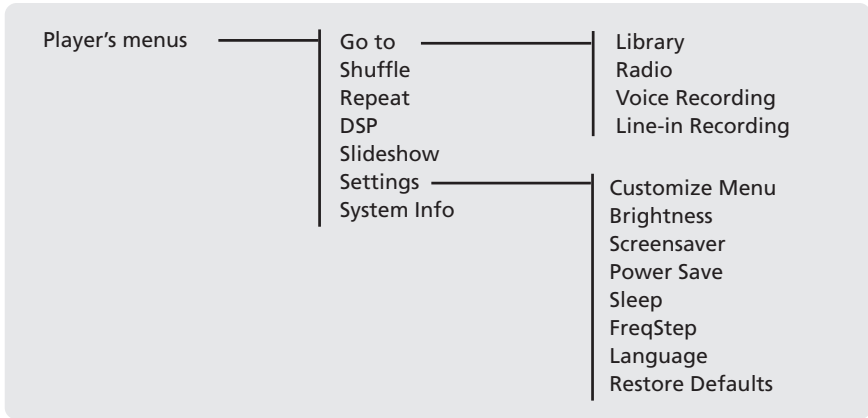 Player’s menus
Go to
Shuffle
Repeat
DSP
Slideshow
Settings
System Info
Library
Radio
Voice Recording
Line-in Recording
Customize Menu
Brightness
Screensaver
Power Save
Sleep
FreqStep
Language
Restore Defaults